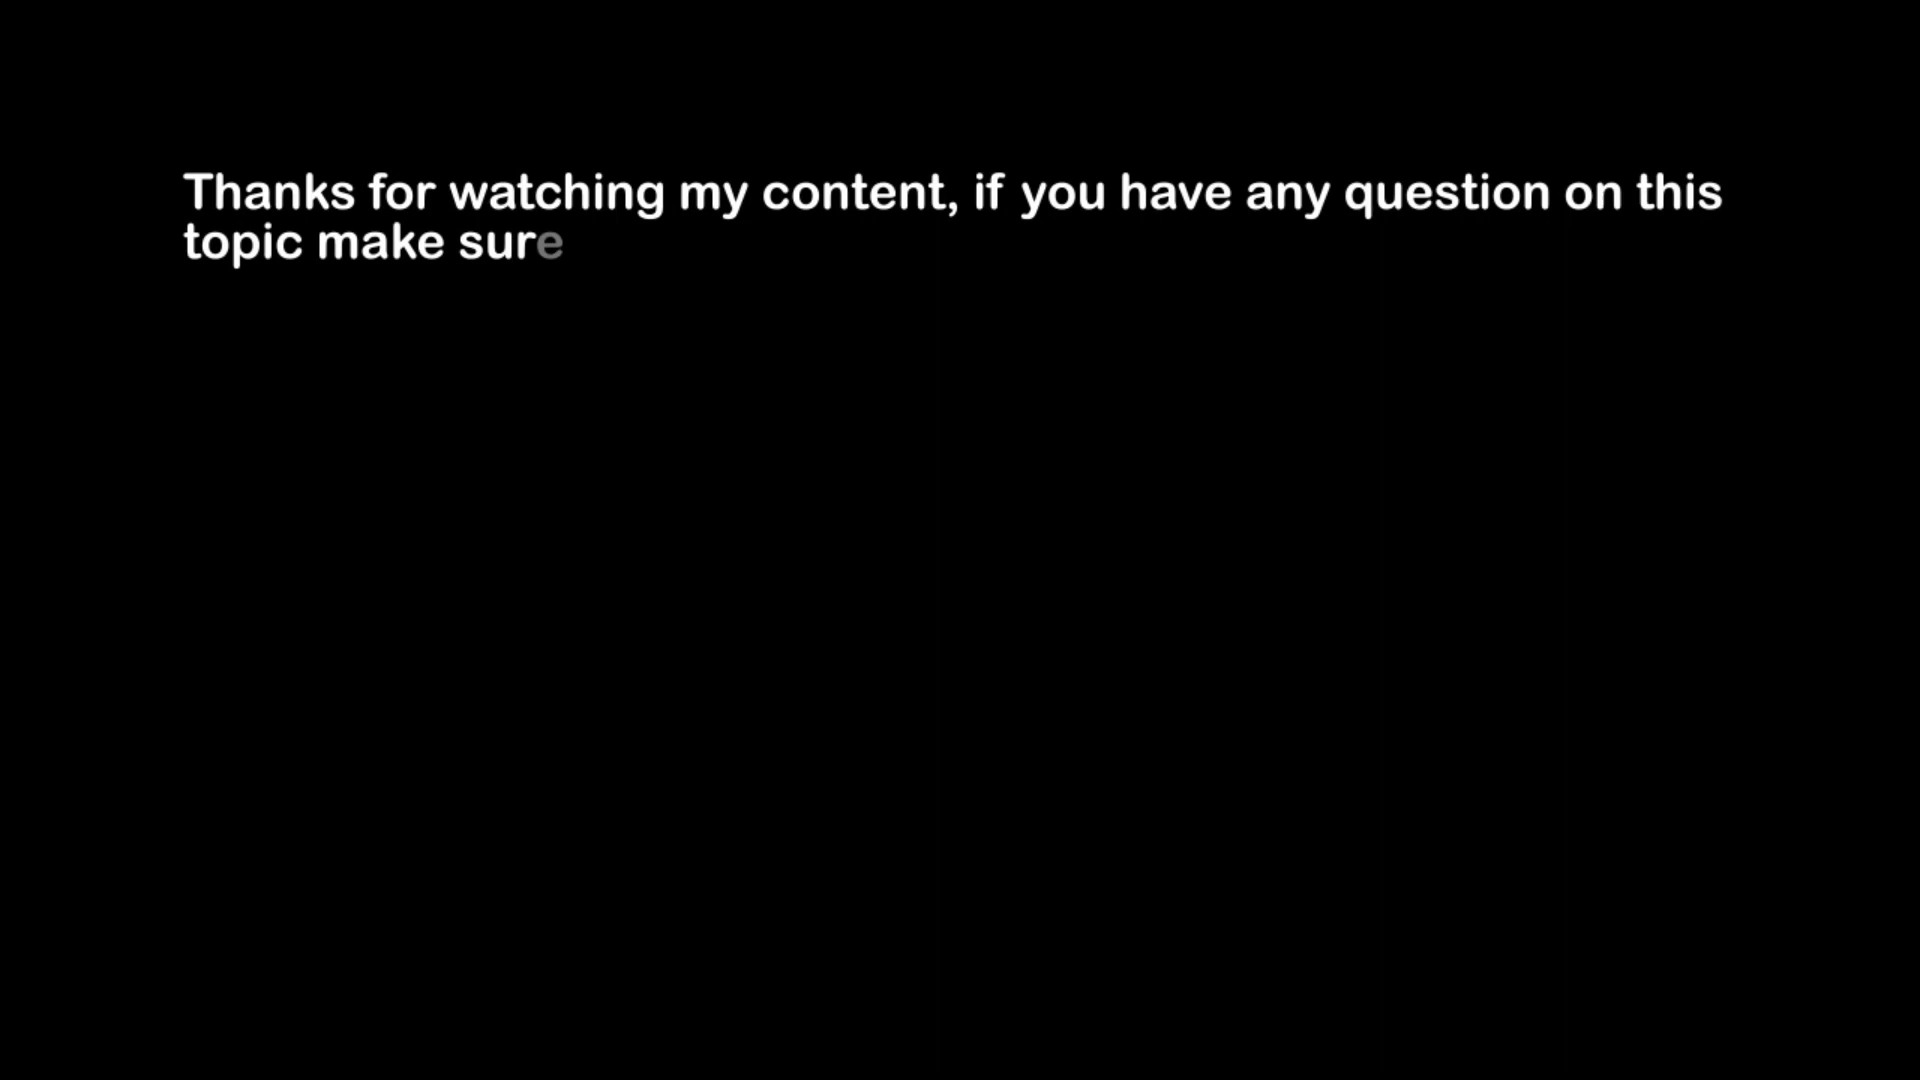 Thanks for watching my content, if you have any question on this
topic make sure